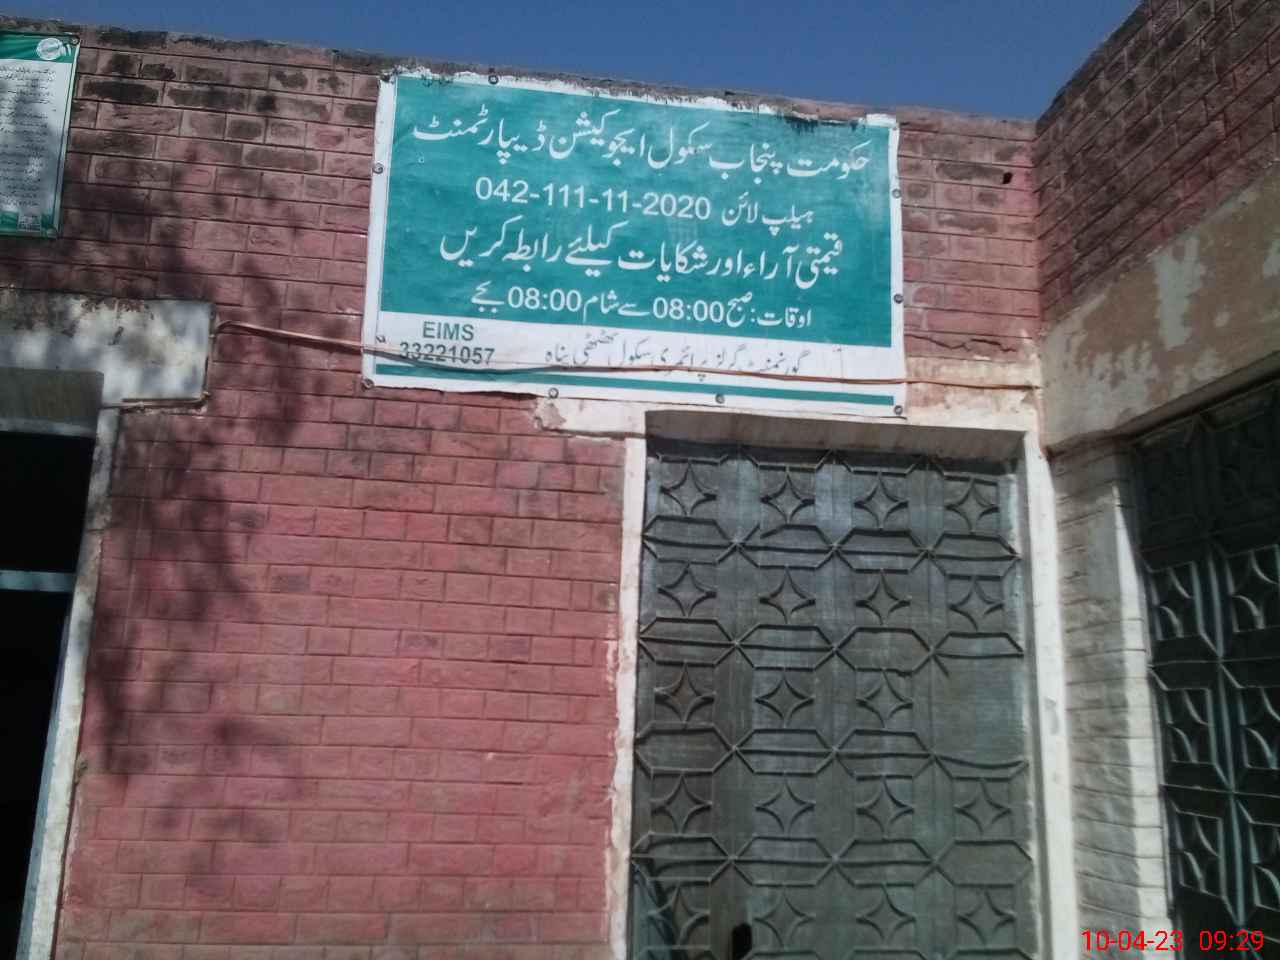 حکومت پنجاب سکول ایجوکیشن ڈیپارٹمنٹ
ہیلپ لائن 042-111-11-2020
قیمتی آراء اور شکایات کیلئے رابطہ کریں
اوقات: صبح 08:00 سے شام 08:00 بجے
EIMS
33221057
گورنمنٹ گرلز پرائمری سکول
10-04-23 09:29